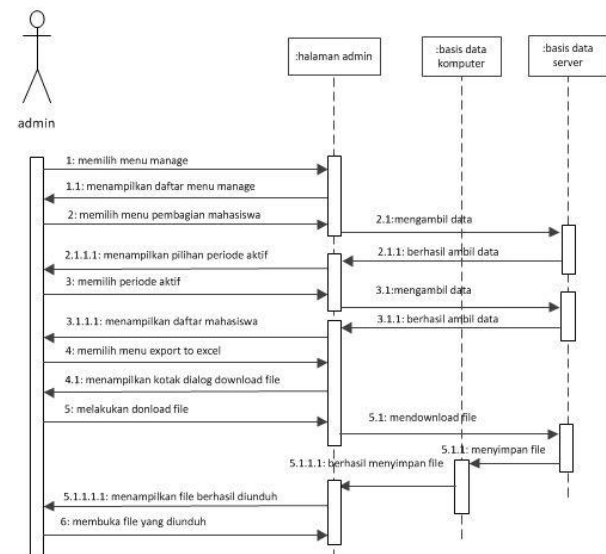 :halaman admin
:basis data
komputer
:basis data
server
admin
1: memilih menu manage
1.1: menampilkan daftar menu manage
2: memilih menu pembagian mahasiswa
2.1:mengambil data
2.1.1: berhasil ambil data
2.1.1.1: menampilkan pilihan periode aktif
3: memilih periode aktif
3.1:mengambil data
3.1.1: berhasil ambil data
3.1.1.1: menampilkan daftar mahasiswa
4: memilih menu export to excel
4.1: menampilkan kotak dialog download file
5: melakukan donload file
5.1: mendownload file
5.1.1: menyimpan file
5.1.1.1: berhasil menyimpan file
5.1.1.1.1: menampilkan file berhasil diunduh
6: membuka file yang diunduh